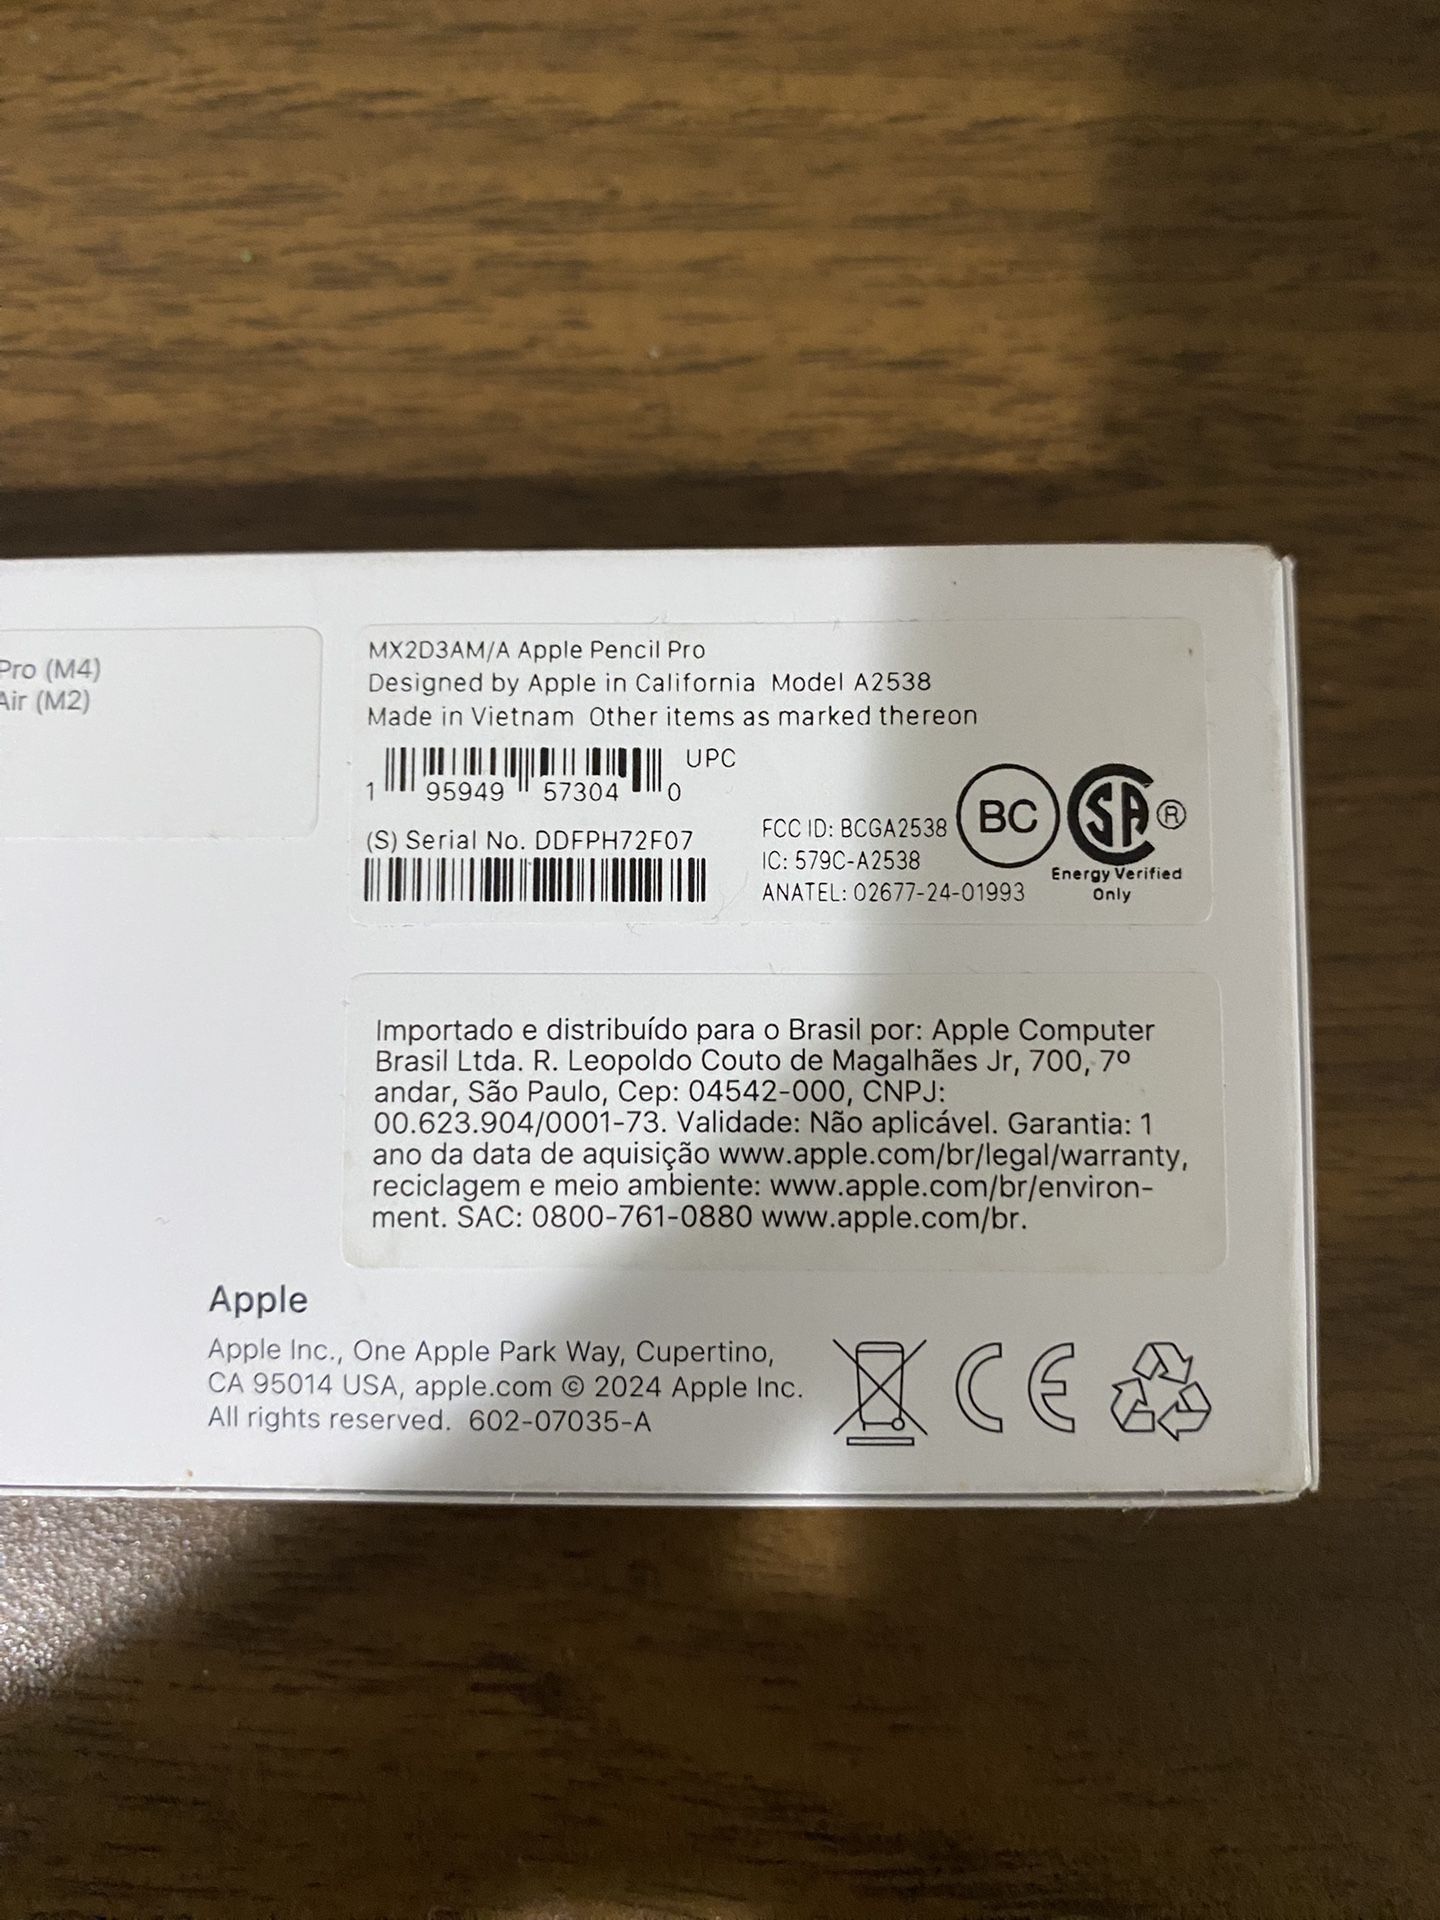 Pro (M4)
Air (M2)
MX2D3AM/A Apple Pencil Pro
Designed by Apple in California Model A2538
Made in Vietnam Other items as marked thereon
UPC
1 95949 57304 0
(S) Serial No. DDFPH72F07
FCC ID: BCGA2538
IC: 579C-A2538
ANATEL: 02677-24-01993
BC
SA ®
Energy Verified
Only
Importado e distribuído para o Brasil por: Apple Computer
Brasil Ltda. R. Leopoldo Couto de Magalhães Jr, 700, 7º
andar, São Paulo, Cep: 04542-000, CNPJ:
00.623.904/0001-73. Validade: Não aplicável. Garantia: 1
ano da data de aquisição www.apple.com/br/legal/warranty,
reciclagem e meio ambiente: www.apple.com/br/environ-
ment. SAC: 0800-761-0880 www.apple.com/br.
Apple
Apple Inc., One Apple Park Way, Cupertino,
CA 95014 USA, apple.com © 2024 Apple Inc.
All rights reserved. 602-07035-A
CE